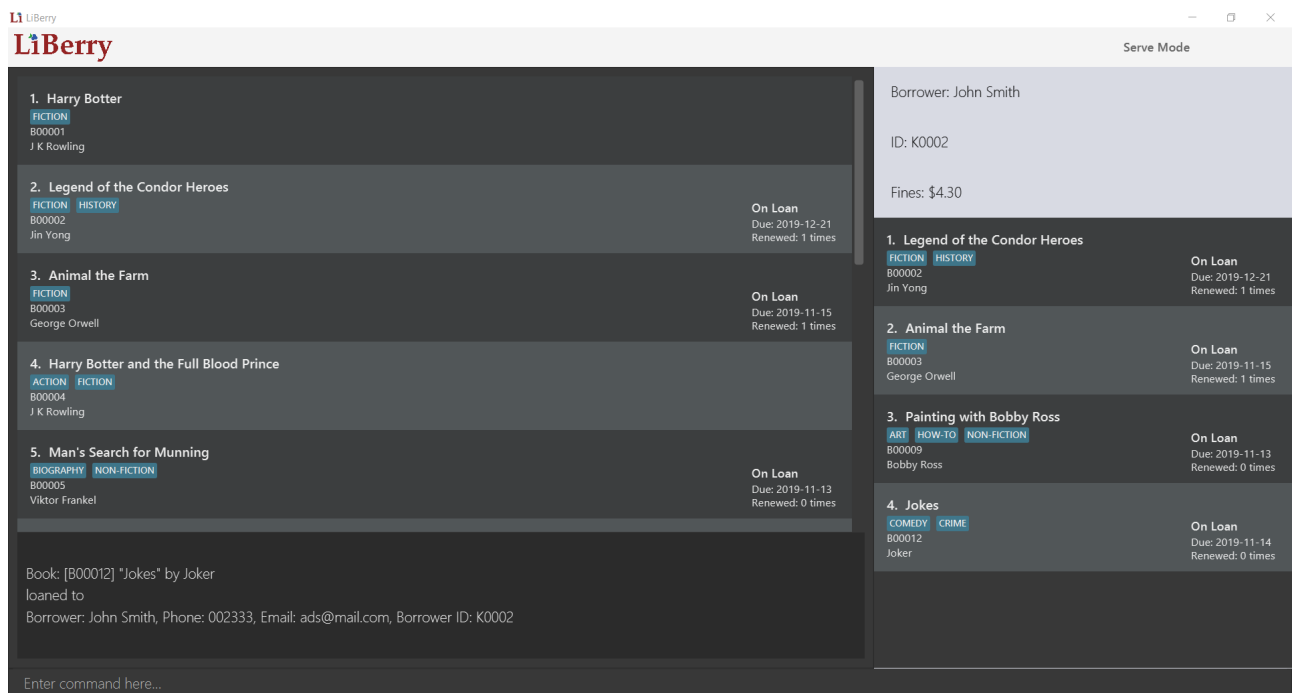 LiBerry
LiBerry
Serve Mode
1. Harry Botter
FICTION
B00001
J K Rowling
2. Legend of the Condor Heroes
FICTION HISTORY
B00002
Jin Yong
On Loan
Due: 2019-12-21
Renewed: 1 times
3. Animal the Farm
FICTION
B00003
George Orwell
On Loan
Due: 2019-11-15
Renewed: 1 times
4. Harry Botter and the Full Blood Prince
ACTION FICTION
B00004
J K Rowling
5. Man's Search for Munning
BIOGRAPHY NON-FICTION
B00005
Viktor Frankel
On Loan
Due: 2019-11-13
Renewed: 0 times
Book: [B00012] "Jokes" by Joker
loaned to
Borrower: John Smith, Phone: 002333, Email: ads@mail.com, Borrower ID: K0002
Enter command here...
Borrower: John Smith
ID: K0002
Fines: $4.30
1. Legend of the Condor Heroes
FICTION HISTORY
B00002
Jin Yong
On Loan
Due: 2019-12-21
Renewed: 1 times
2. Animal the Farm
FICTION
B00003
George Orwell
On Loan
Due: 2019-11-15
Renewed: 1 times
3. Painting with Bobby Ross
ART HOW-TO NON-FICTION
B00009
Bobby Ross
On Loan
Due: 2019-11-13
Renewed: 0 times
4. Jokes
COMEDY CRIME
B00012
Joker
On Loan
Due: 2019-11-14
Renewed: 0 times